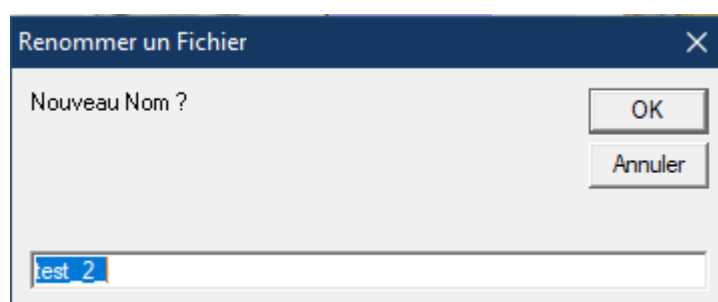 Renommer un Fichier
Nouveau Nom ?
OK
Annuler
test_2_